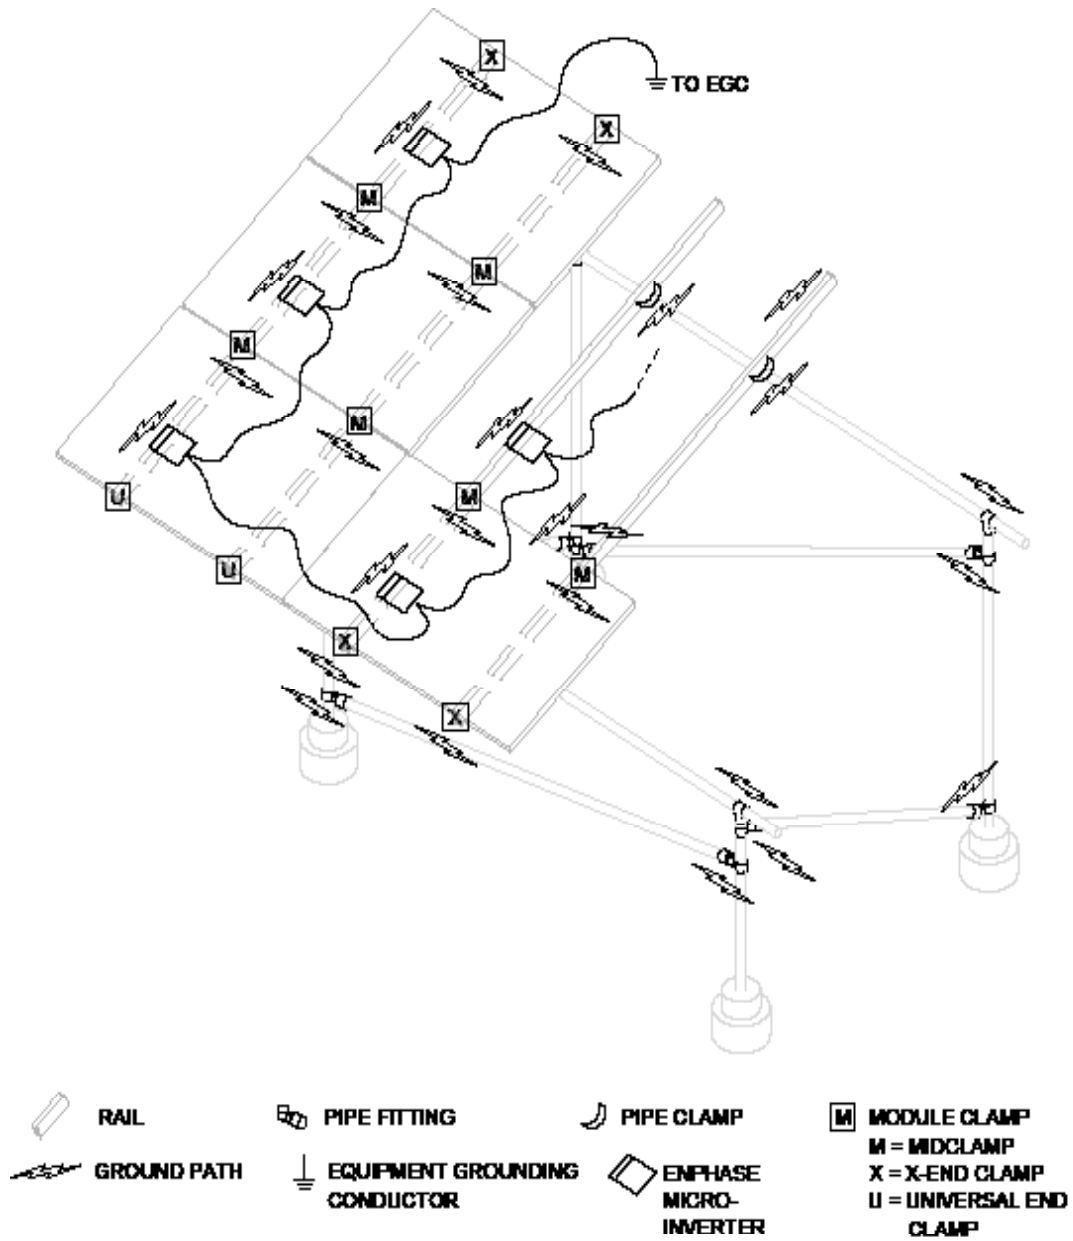 X
TO EGC
X
M
M
M
M
U
M
U
M
X
X
RAIL
PIPE FITTING
PIPE CLAMP
M MODULE CLAMP
M = MIDCLAMP
GROUND PATH
EQUIPMENT GROUNDING
CONDUCTOR
ENPHASE
MICRO-
INVERTER
X = X-END CLAMP
U = UNIVERSAL END
CLAMP